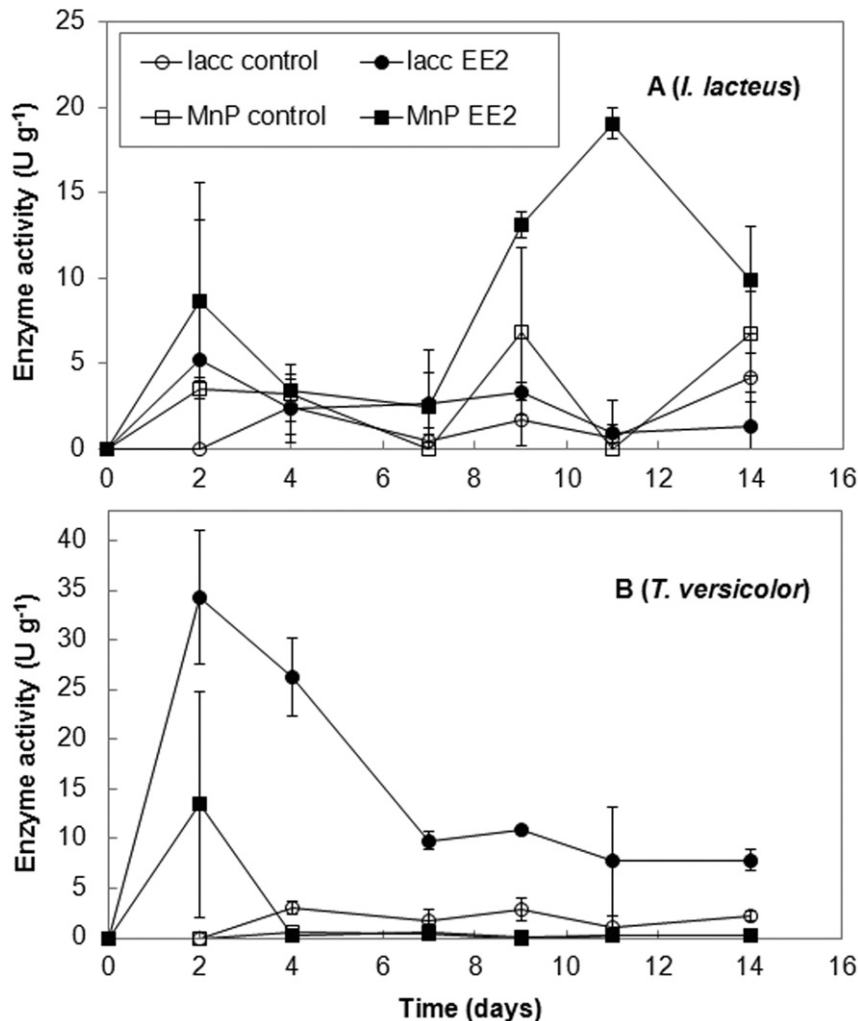 25
20
15
10
5
0
Enzyme activity (U g-1)
lacc control
lacc EE2
MnP control
MnP EE2
A (I. lacteus)
0 2 4 6 8 10 12 14 16
40
35
30
25
20
15
10
5
0
Enzyme activity (U g-1)
B (T. versicolor)
0 2 4 6 8 10 12 14 16
Time (days)